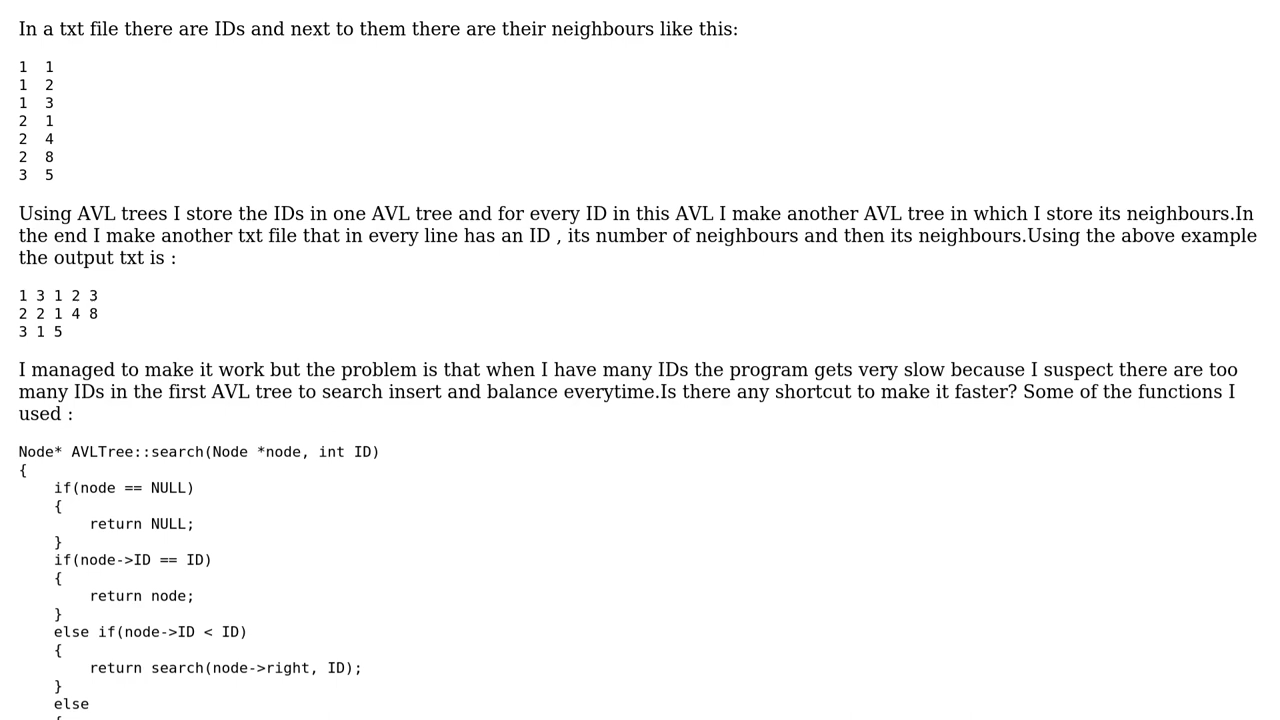 In a txt file there are IDs and next to them there are their neighbours like this:
1  1
1  2
1  3
2  1
2  4
2  8
3  5
Using AVL trees I store the IDs in one AVL tree and for every ID in this AVL I make another AVL tree in which I store its neighbours.In
the end I make another txt file that in every line has an ID , its number of neighbours and then its neighbours.Using the above example
the output txt is :
1 3 1 2 3
2 2 1 4 8
3 1 5
I managed to make it work but the problem is that when I have many IDs the program gets very slow because I suspect there are too
many IDs in the first AVL tree to search insert and balance everytime.Is there any shortcut to make it faster? Some of the functions I
used :
Node* AVLTree::search(Node *node, int ID)
{
    if(node == NULL)
    {
        return NULL;
    }
    if(node->ID == ID)
    {
        return node;
    }
    else if(node->ID < ID)
    {
        return search(node->right, ID);
    }
    else